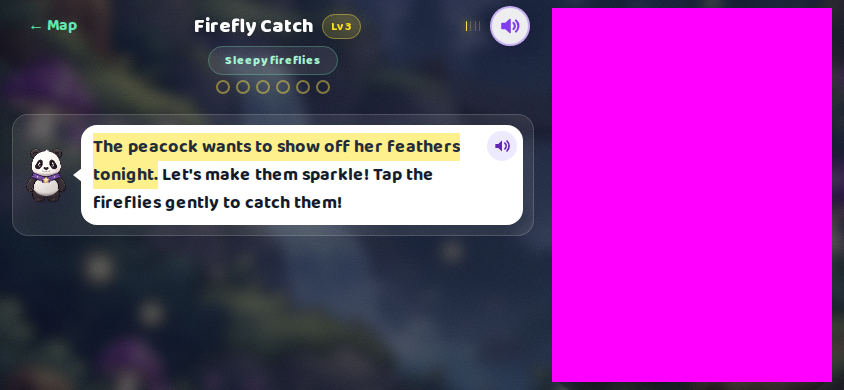 ← Map
Firefly Catch
Lv 3
Sleepy fireflies
The peacock wants to show off her feathers
tonight. Let's make them sparkle! Tap the
fireflies gently to catch them!